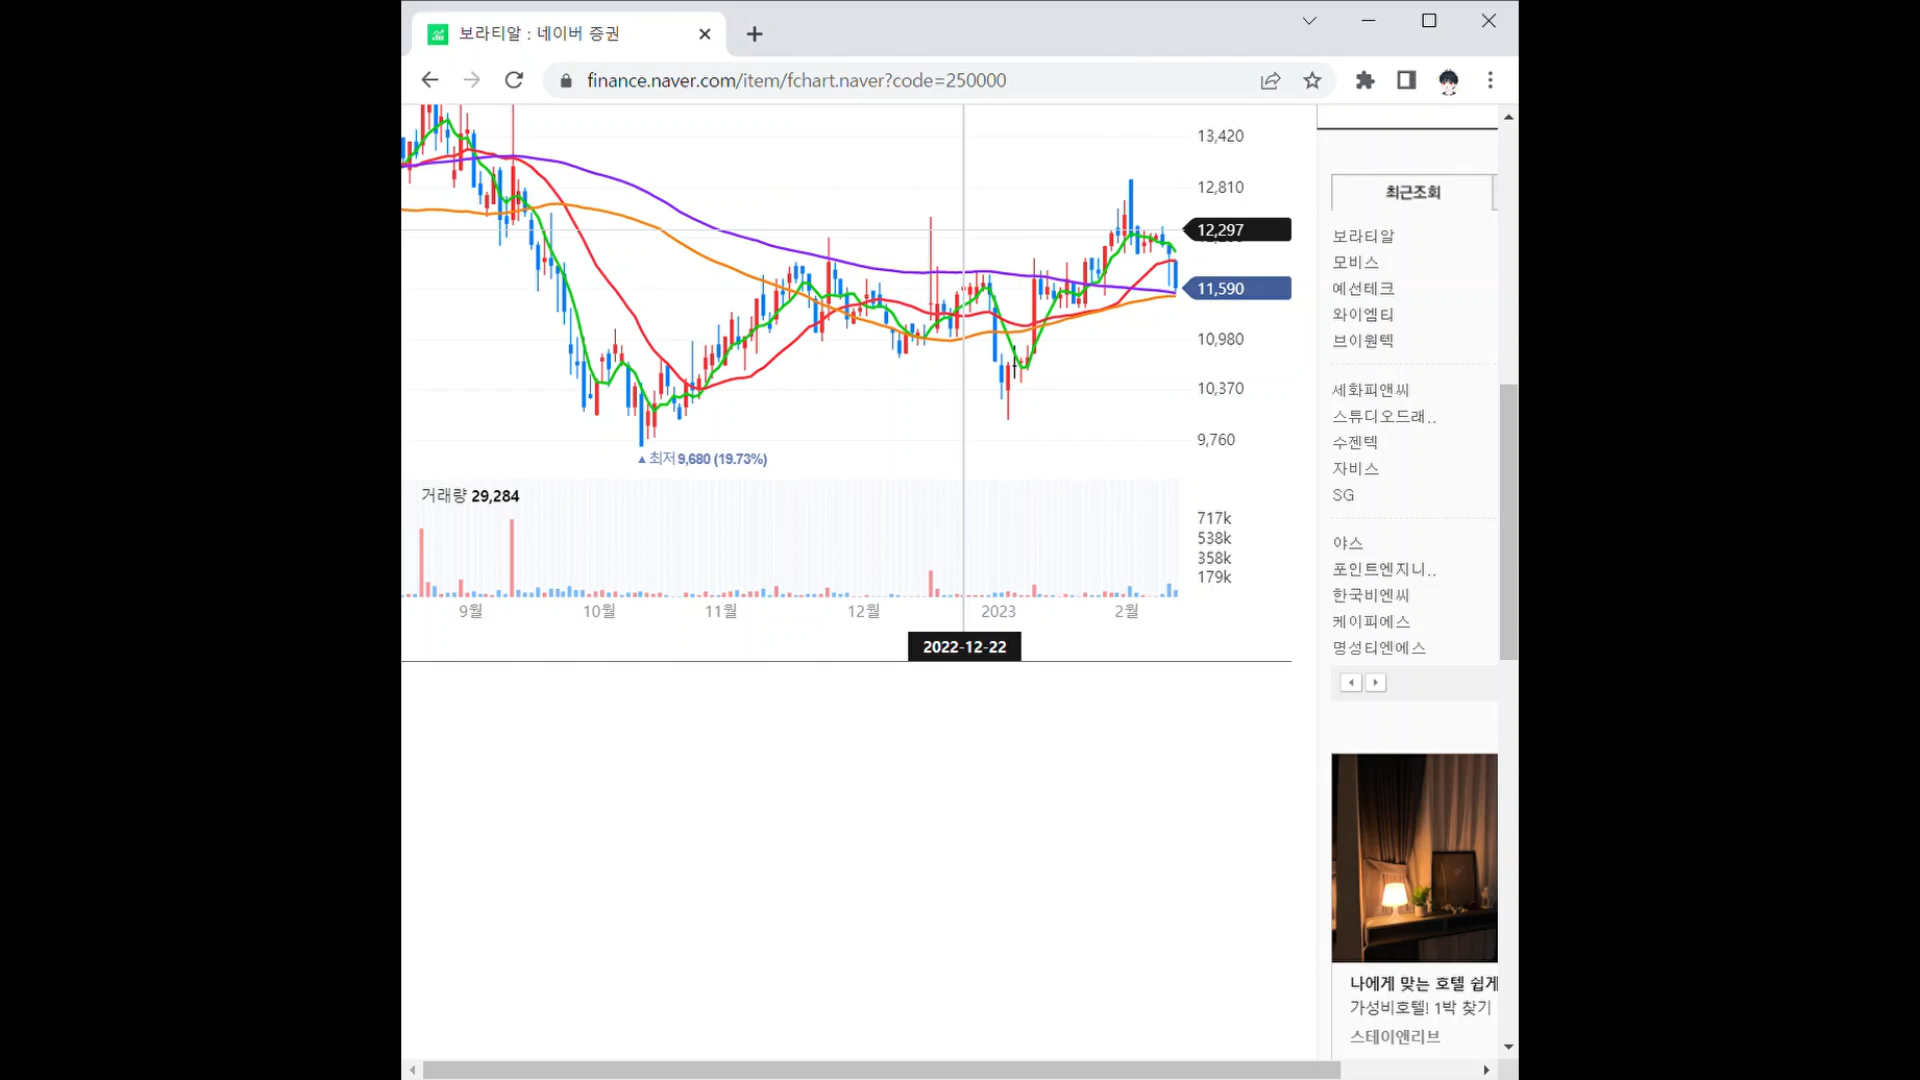 보라티알 : 네이버 증권
finance.naver.com/item/fchart.naver?code=250000
13,420
12,810
12,297
11,590
10,980
10,370
9,760
▲최저 9,680 (19.73%)
거래량 29,284
717k
538k
358k
179k
9월 10월 11월 12월 2023 2월
2022-12-22
최근조회
보라티알
모비스
예선테크
와이엠티
브이원텍
세화피앤씨
스튜디오드래..
수젠텍
자비스
SG
야스
포인트엔지니..
한국비엔씨
케이피에스
명성티엔에스
나에게 맞는 호텔 쉽게
가성비호텔! 1박 찾기
스테이앤리브